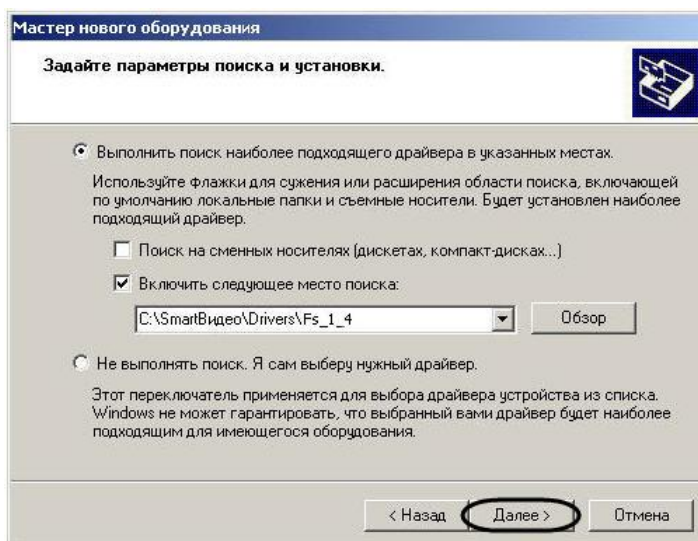 Мастер нового оборудования
Задайте параметры поиска и установки.
Выполнить поиск наиболее подходящего драйвера в указанных местах.
Используйте флажки для сужения или расширения области поиска, включающей
по умолчанию локальные папки и съемные носители. Будет установлен наиболее
подходящий драйвер.
Поиск на сменных носителях (дискетах, компакт-дисках...)
Включить следующее место поиска:
C:\SmartВидео\Drivers\Fs_1_4
Обзор
Не выполнять поиск. Я сам выберу нужный драйвер.
Этот переключатель применяется для выбора драйвера устройства из списка.
Windows не может гарантировать, что выбранный вами драйвер будет наиболее
подходящим для имеющегося оборудования.
< Назад Далее > Отмена